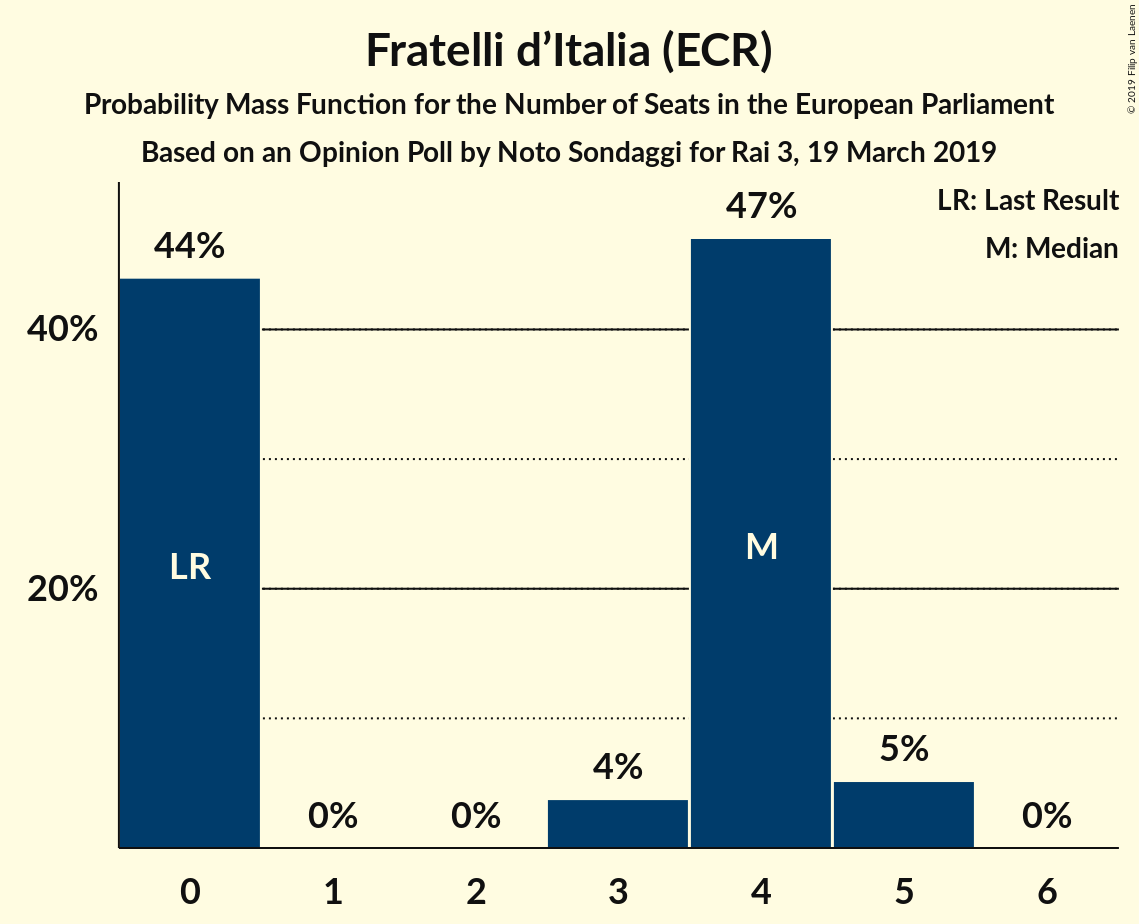 Fratelli d’Italia (ECR)
Probability Mass Function for the Number of Seats in the European Parliament
Based on an Opinion Poll by Noto Sondaggi for Rai 3, 19 March 2019
© 2019 Filip van Laenen
LR: Last Result
M: Median
47%
44%
40%
LR
M
20%
5%
4%
0%
0%
0%
0
1
2
3
4
5
6